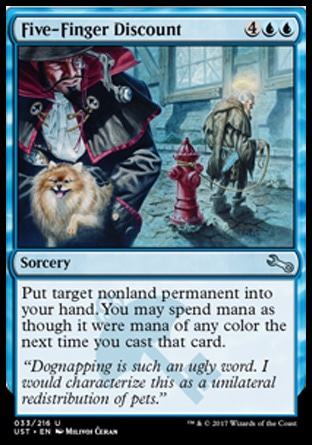 Five-Finger Discount 4
Sorcery
Put target nonland permanent into
your hand. You may spend mana as
though it were mana of any color the
next time you cast that card.
“Dognapping is such an ugly word. I
would characterize this as a unilateral
redistribution of pets.”
033/216 U
UST • EN Milivoj Ćeran
™ & © 2017 Wizards of the Coast